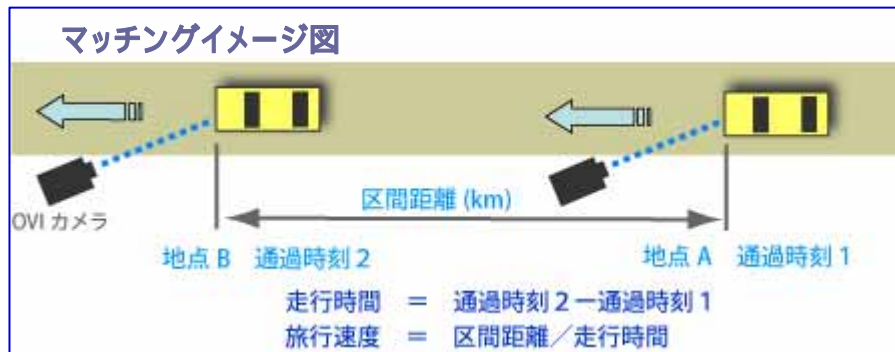 マッチングイメージ図
区間距離 (km)
OVI カメラ
地点 B　通過時刻 2
地点 A　通過時刻 1
走行時間　＝　通過時刻 2－通過時刻 1
旅行速度　＝　区間距離／走行時間